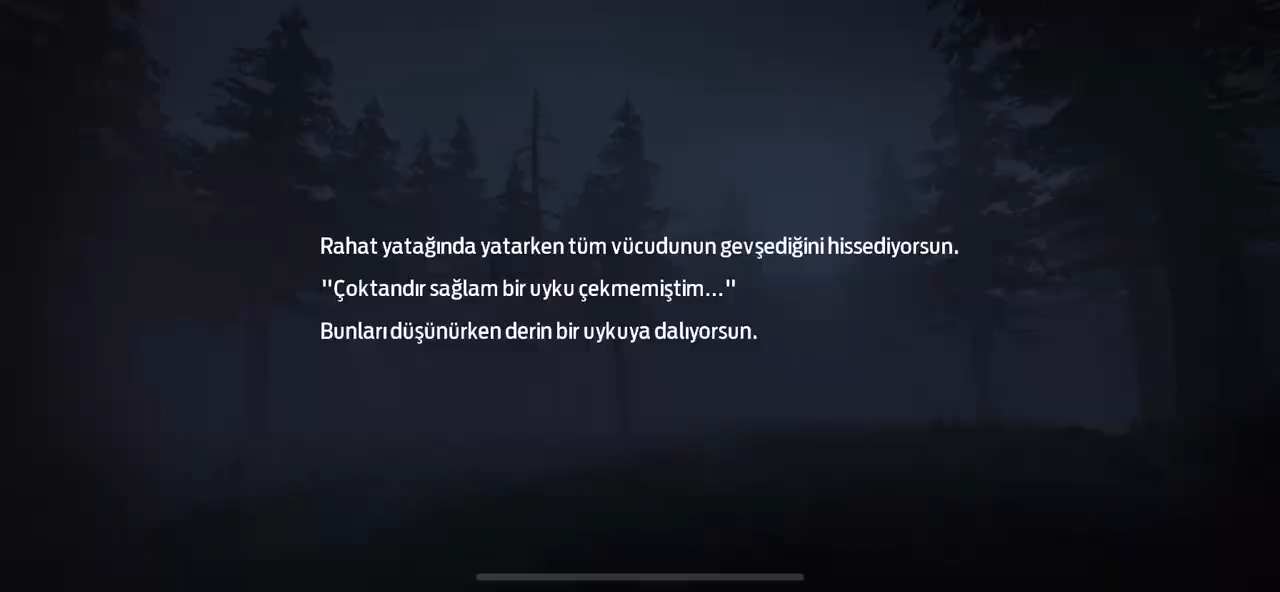 Rahat yatağında yatarken tüm vücudunun gevşediğini hissediyorsun.
"Çoktandır sağlam bir uyku çekmemiştim..."
Bunları düşünürken derin bir uykuya dalıyorsun.